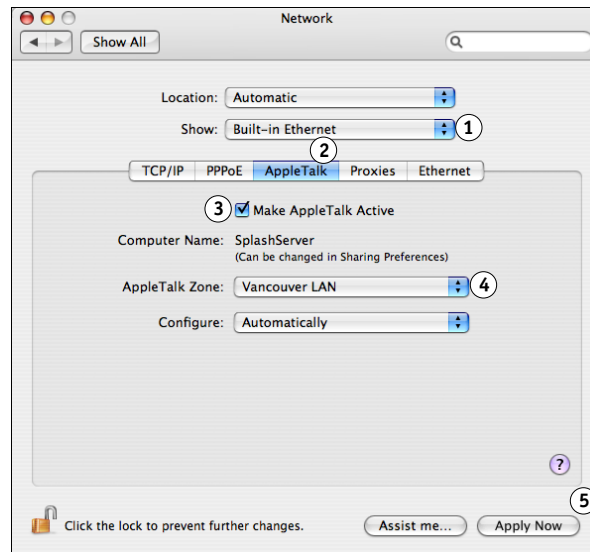 Network
Show All
Location: Automatic
Show: Built-in Ethernet 1
2
TCP/IP PPPoE AppleTalk Proxies Ethernet
3 Make AppleTalk Active
Computer Name: SplashServer
(Can be changed in Sharing Preferences)
AppleTalk Zone: Vancouver LAN 4
Configure: Automatically
?
5
Click the lock to prevent further changes. Assist me... Apply Now